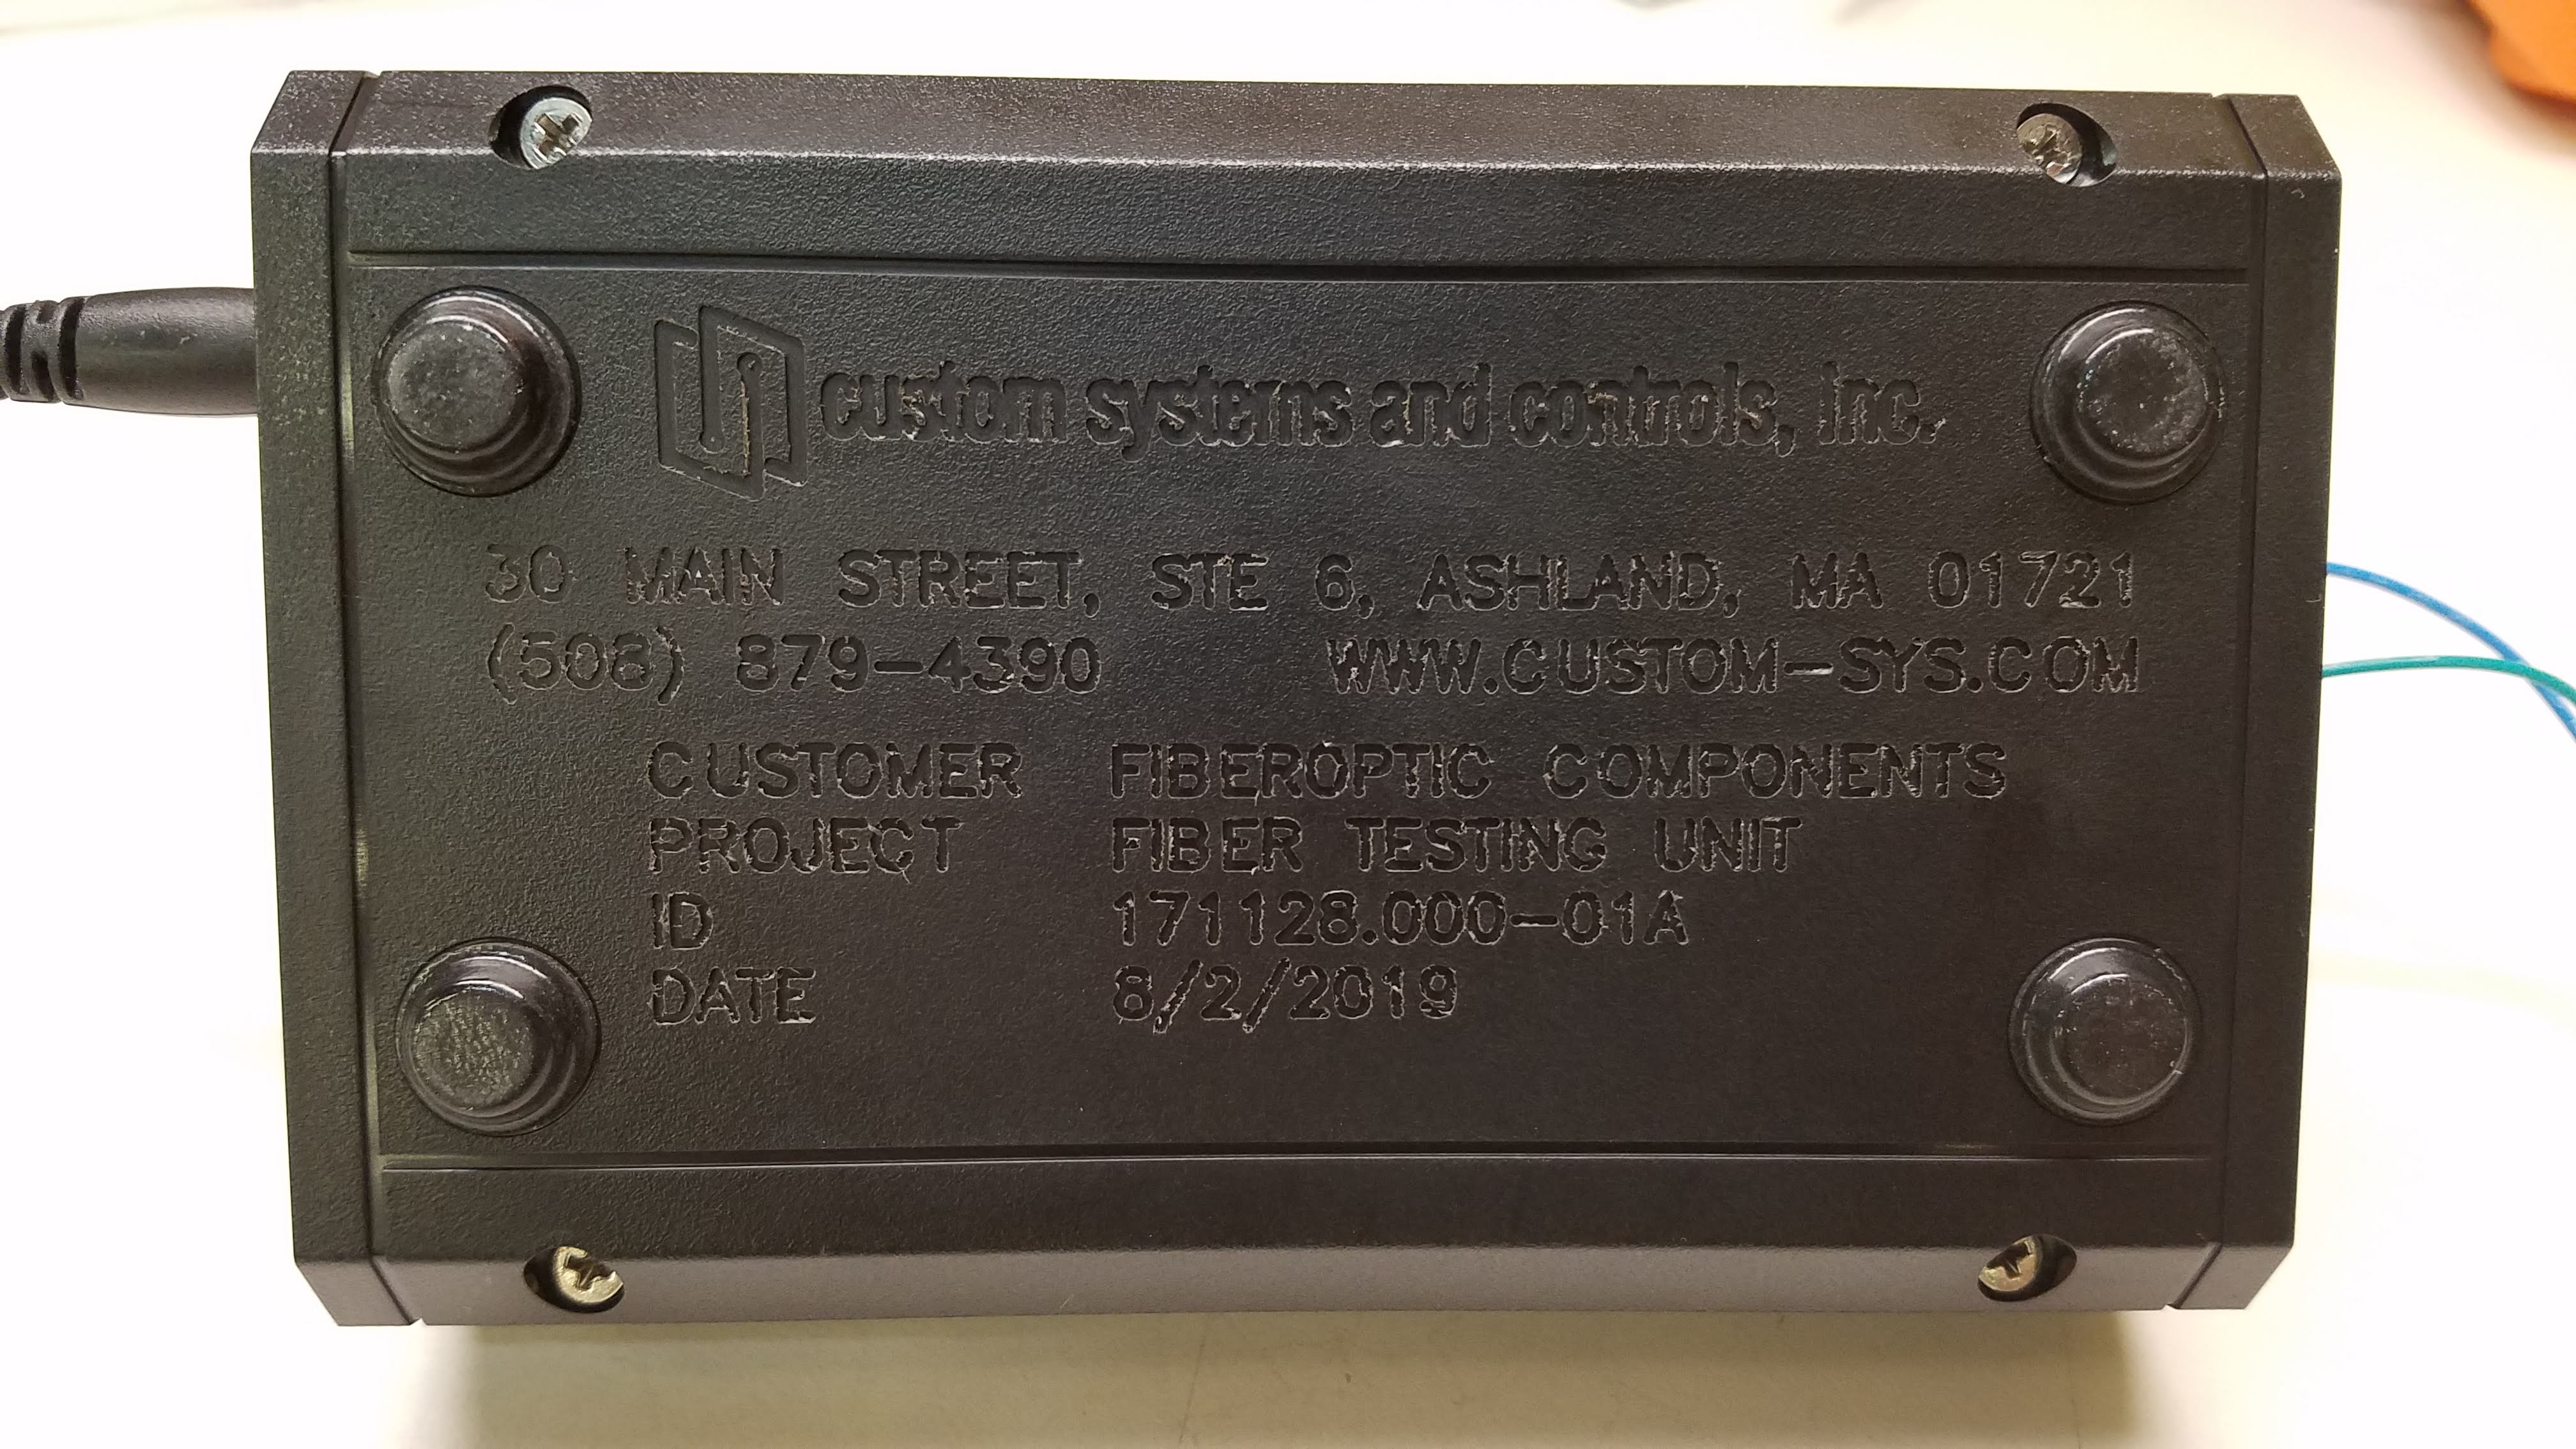 custom systems and controls, inc.
30 MAIN STREET, STE 6, ASHLAND, MA 01721
(508) 879-4390 WWW.CUSTOM-SYS.COM
CUSTOMER FIBEROPTIC COMPONENTS
PROJECT FIBER TESTING UNIT
ID 171128.000-01A
DATE 8/2/2019